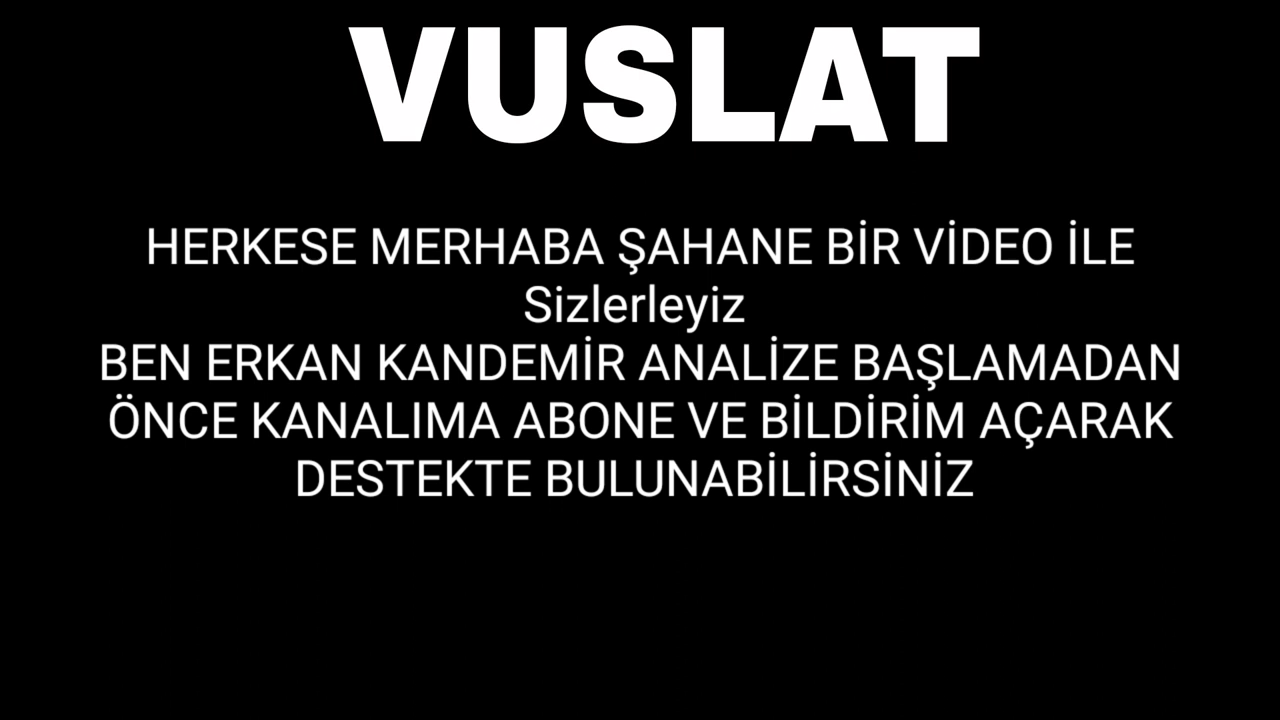 VUSLAT
HERKESE MERHABA ŞAHANE BİR VİDEO İLE
Sizlerleyiz
BEN ERKAN KANDEMİR ANALİZE BAŞLAMADAN
ÖNCE KANALIMA ABONE VE BİLDİRİM AÇARAK
DESTEKTE BULUNABİLİRSİNİZ